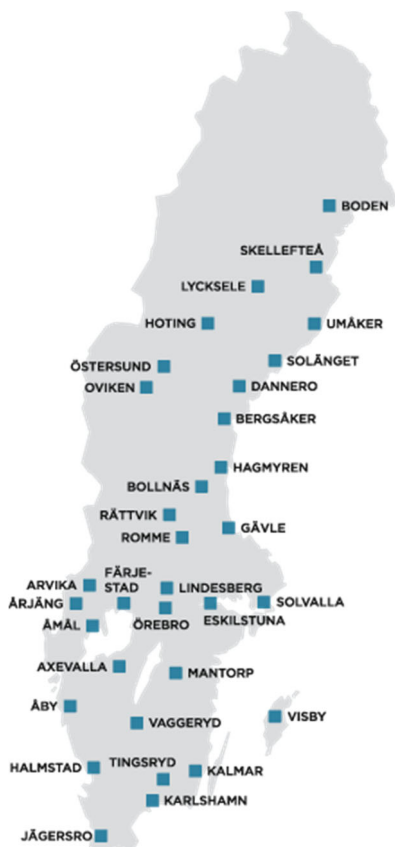 BODEN
SKELLEFTEÅ
LYCKSELE
HOTING
UMÅKER
ÖSTERSUND
SOLÄNGET
OVIKEN
DANNERO
BERGSÅKER
HAGMYREN
BOLLNÄS
RÄTTVIK
GÄVLE
ROMME
FÄRJE-
STAD
ARVIKA
LINDESBERG
ÅRJÄNG
SOLVALLA
ESKILSTUNA
ÖREBRO
ÅMÅL
AXEVALLA
MANTORP
ÅBY
VISBY
VAGGERYD
TINGSRYD
HALMSTAD
KALMAR
KARLSHAMN
JÄGERSRO